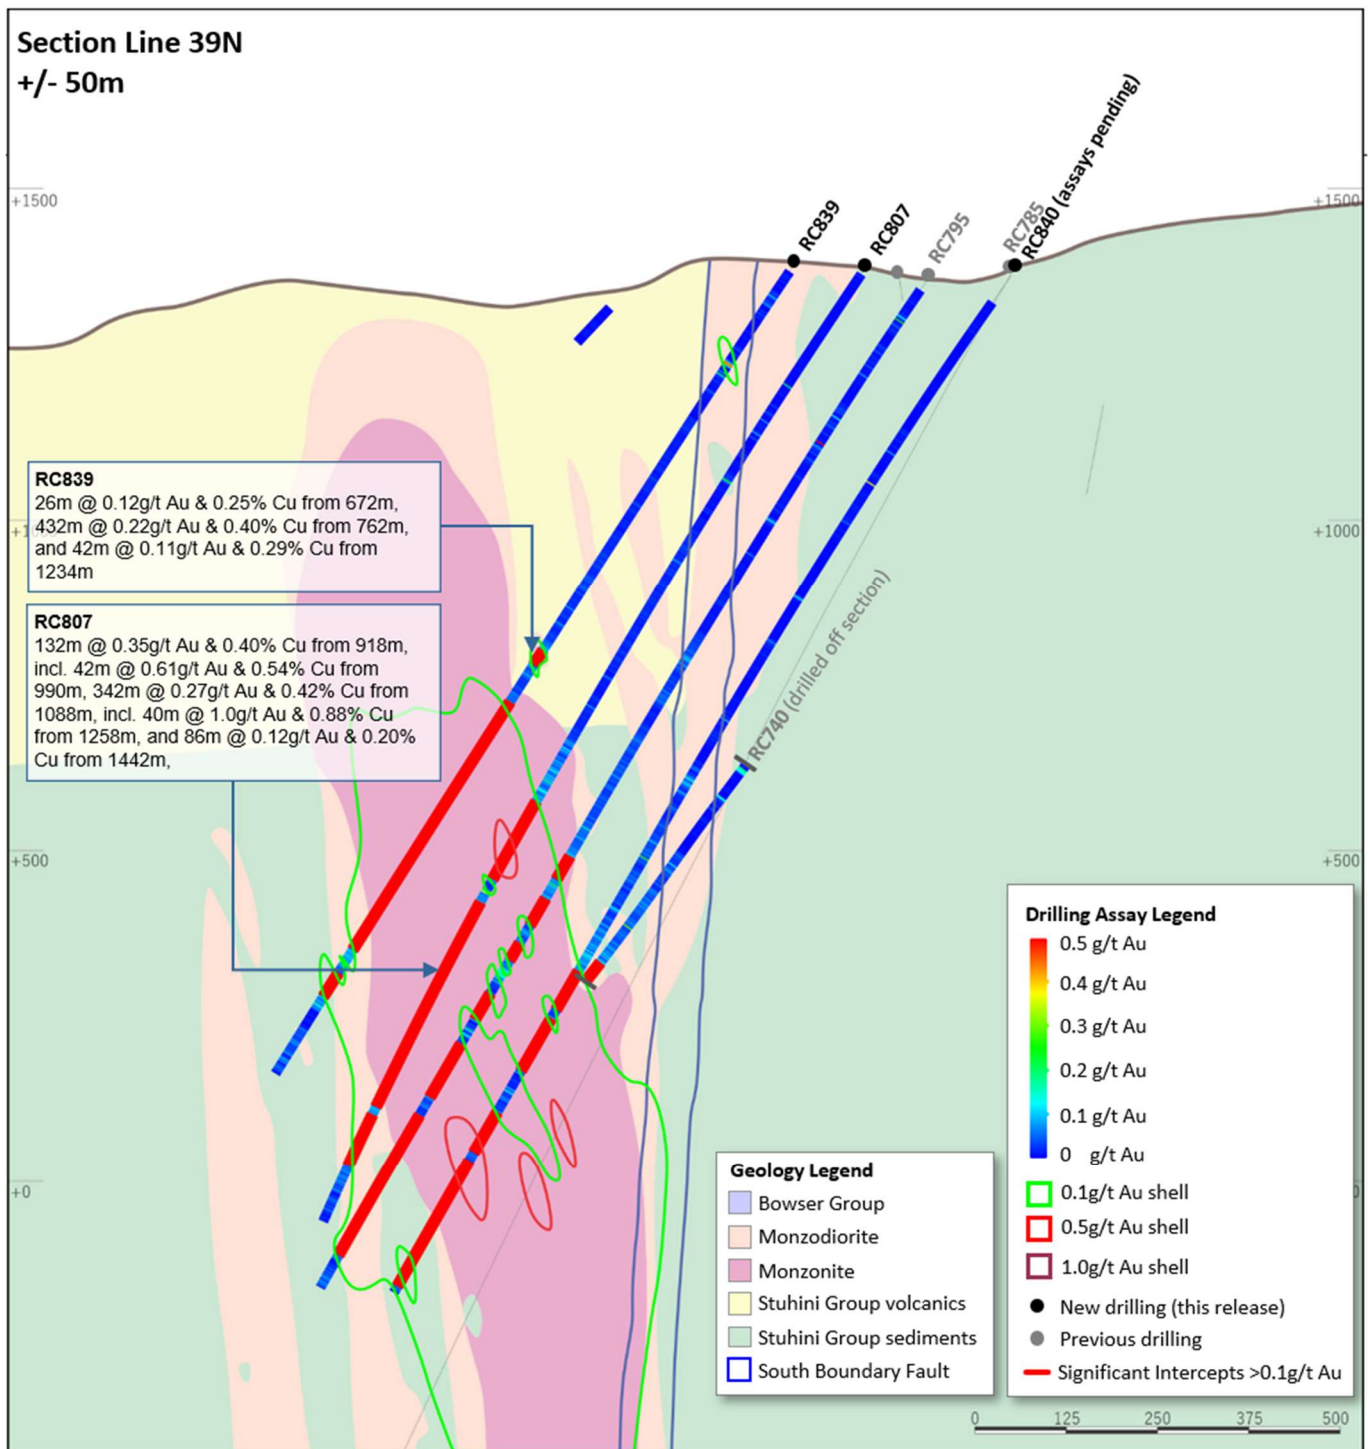 Section Line 39N
+/- 50m
RC839
RC807
RC795
RC785
RC840 (assays pending)
+1500
+1500
RC839
26m @ 0.12g/t Au & 0.25% Cu from 672m,
432m @ 0.22g/t Au & 0.40% Cu from 762m,
and 42m @ 0.11g/t Au & 0.29% Cu from
1234m
+1000
RC807
132m @ 0.35g/t Au & 0.40% Cu from 918m,
incl. 42m @ 0.61g/t Au & 0.54% Cu from
990m, 342m @ 0.27g/t Au & 0.42% Cu from
1088m, incl. 40m @ 1.0g/t Au & 0.88% Cu
from 1258m, and 86m @ 0.12g/t Au & 0.20%
Cu from 1442m,
RC740 (drilled off section)
+500
+500
+0
Geology Legend
Bowser Group
Monzodiorite
Monzonite
Stuhini Group volcanics
Stuhini Group sediments
South Boundary Fault
Drilling Assay Legend
0.5 g/t Au
0.4 g/t Au
0.3 g/t Au
0.2 g/t Au
0.1 g/t Au
0 g/t Au
0.1g/t Au shell
0.5g/t Au shell
1.0g/t Au shell
New drilling (this release)
Previous drilling
Significant Intercepts >0.1g/t Au
0 125 250 375 500